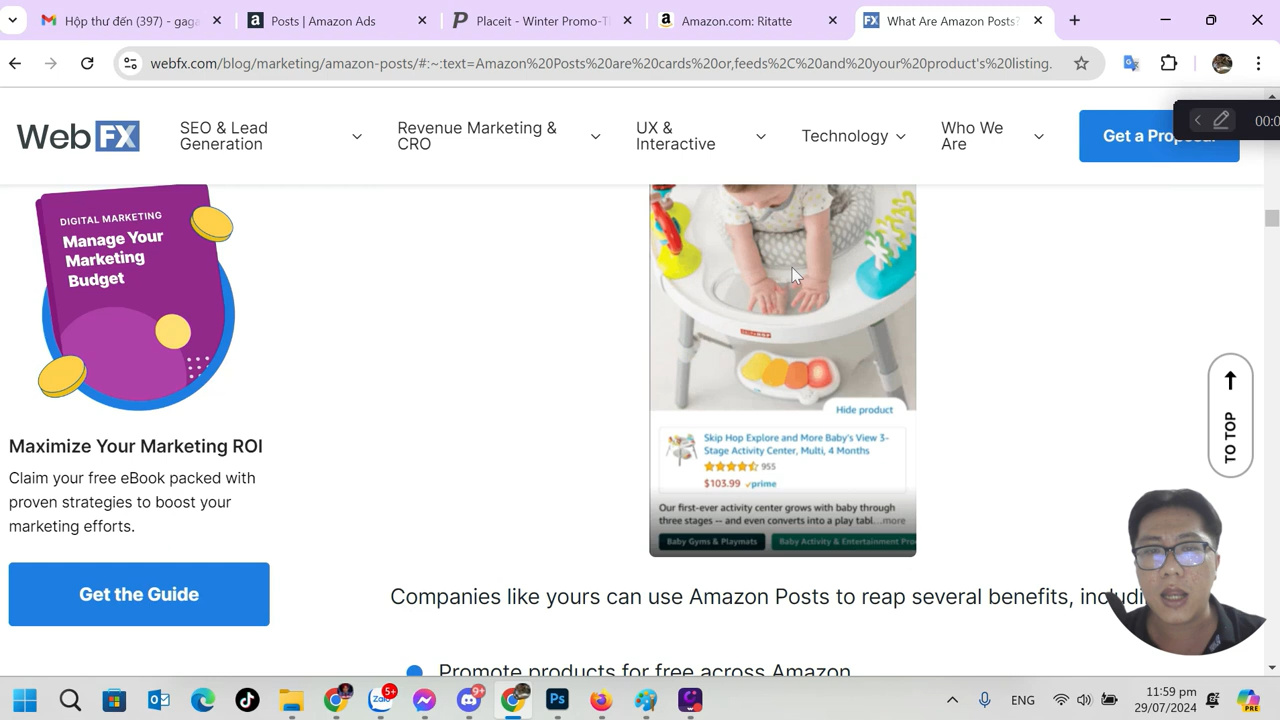 Hộp thư đến (397) - gaga
Posts | Amazon Ads
Placeit - Winter Promo-T
Amazon.com: Ritatte
What Are Amazon Posts?
webfx.com/blog/marketing/amazon-posts/#:~:text=Amazon%20Posts%20are%20cards%20or,feeds%2C%20and%20your%20product's%20listing.
WebFX
SEO & Lead
Generation
Revenue Marketing &
CRO
UX &
Interactive
Technology
Who We
Are
Get a Proposal
00:0
DIGITAL MARKETING
Manage Your
Marketing
Budget
Maximize Your Marketing ROI
Claim your free eBook packed with
proven strategies to boost your
marketing efforts.
Get the Guide
Hide product
Skip Hop Explore and More Baby's View 3-
Stage Activity Center, Multi, 4 Months
955
$103.99 prime
Our first-ever activity center grows with baby through
three stages — and even converts into a play tabl...more
Baby Gyms & Playmats
Baby Activity & Entertainment Pro
TO TOP
Companies like yours can use Amazon Posts to reap several benefits, includi
Promote products for free across Amazon
5+
9+
ENG
11:59 pm
29/07/2024
PRE